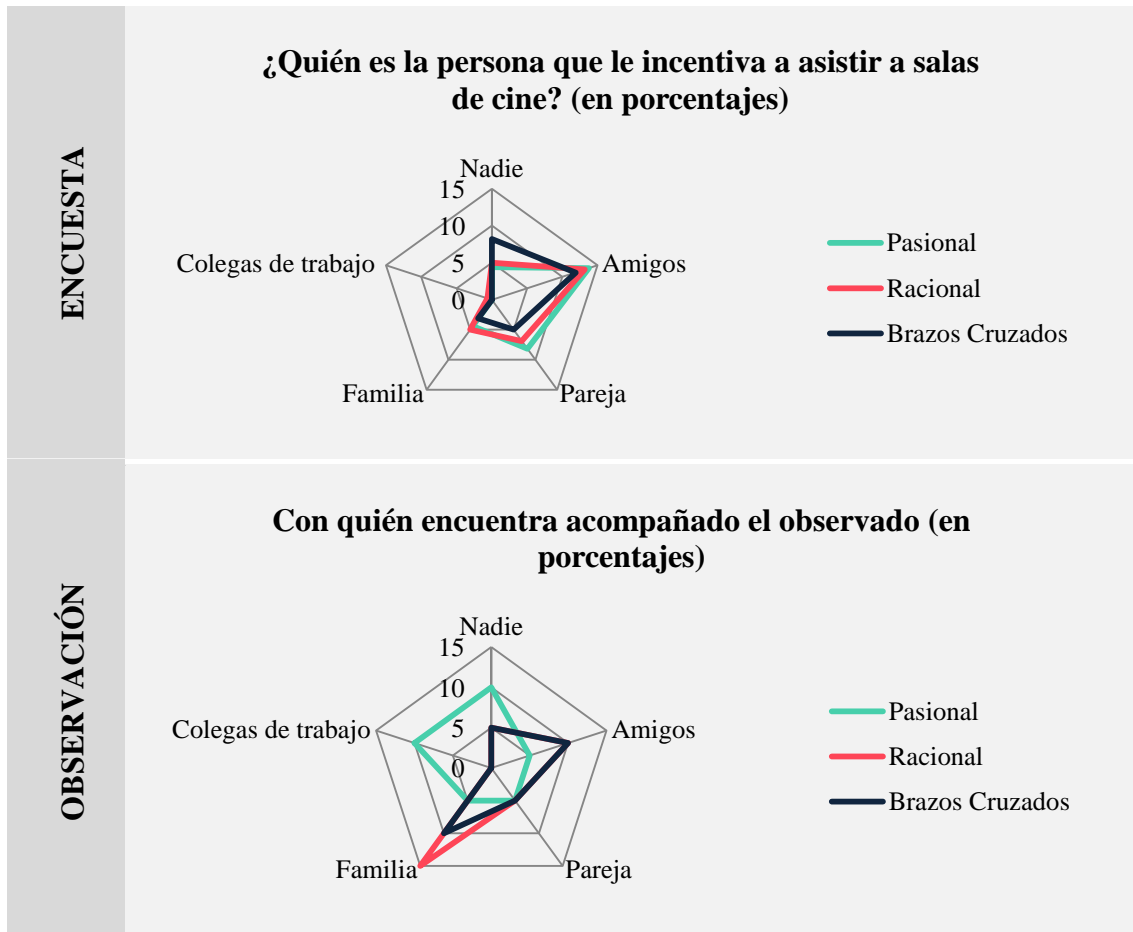 ENCUESTA
¿Quién es la persona que le incentiva a asistir a salas
de cine? (en porcentajes)
Nadie
15
10
5
0
Colegas de trabajo
Amigos
Familia
Pareja
Pasional
Racional
Brazos Cruzados
OBSERVACIÓN
Con quién encuentra acompañado el observado (en
porcentajes)
Nadie
15
10
5
0
Colegas de trabajo
Amigos
Familia
Pareja
Pasional
Racional
Brazos Cruzados